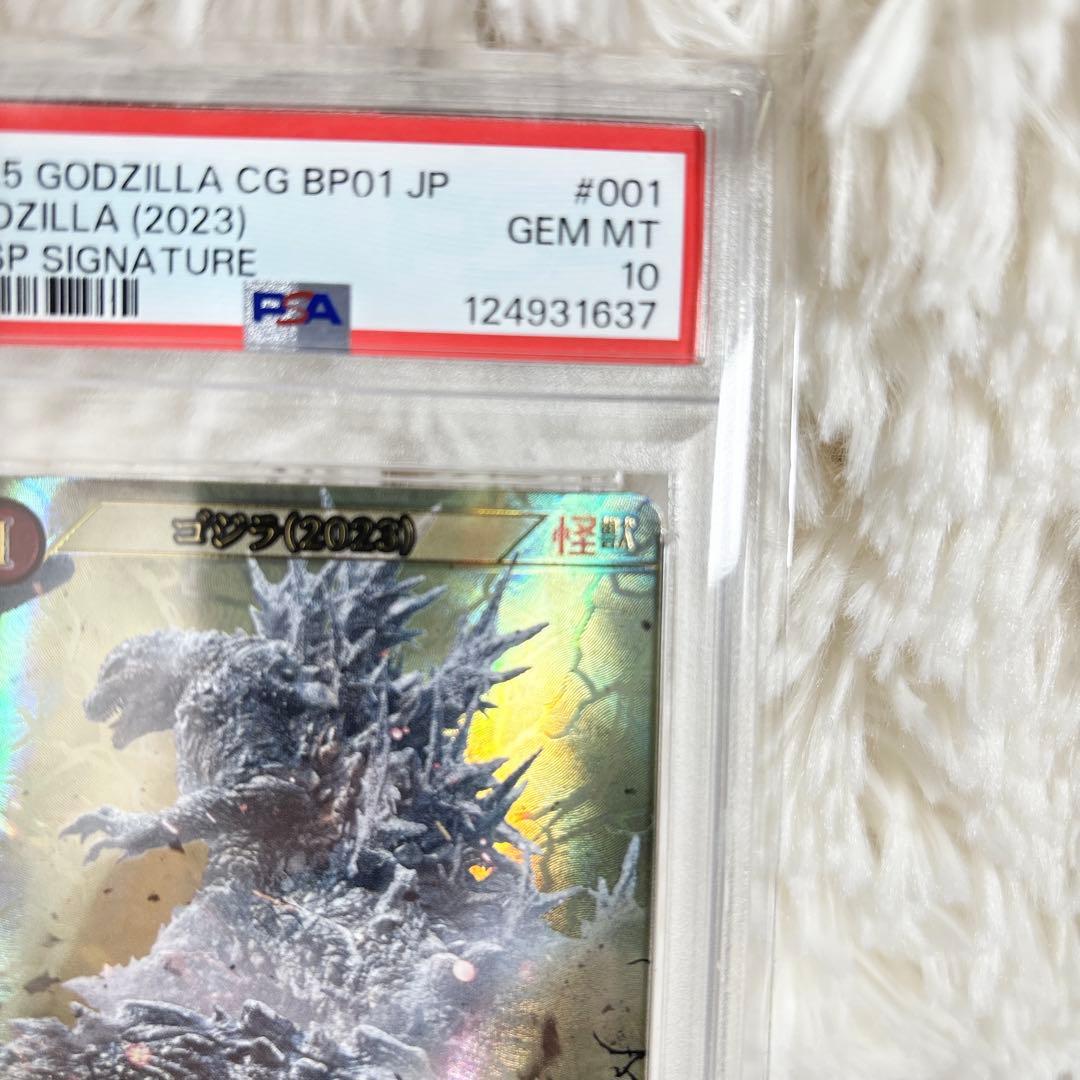 5 GODZILLA CG BP01 JP #001
DZILLA (2023) GEM MT
SP SIGNATURE 10
PSA 124931637
ゴジラ(2023) 怪獣